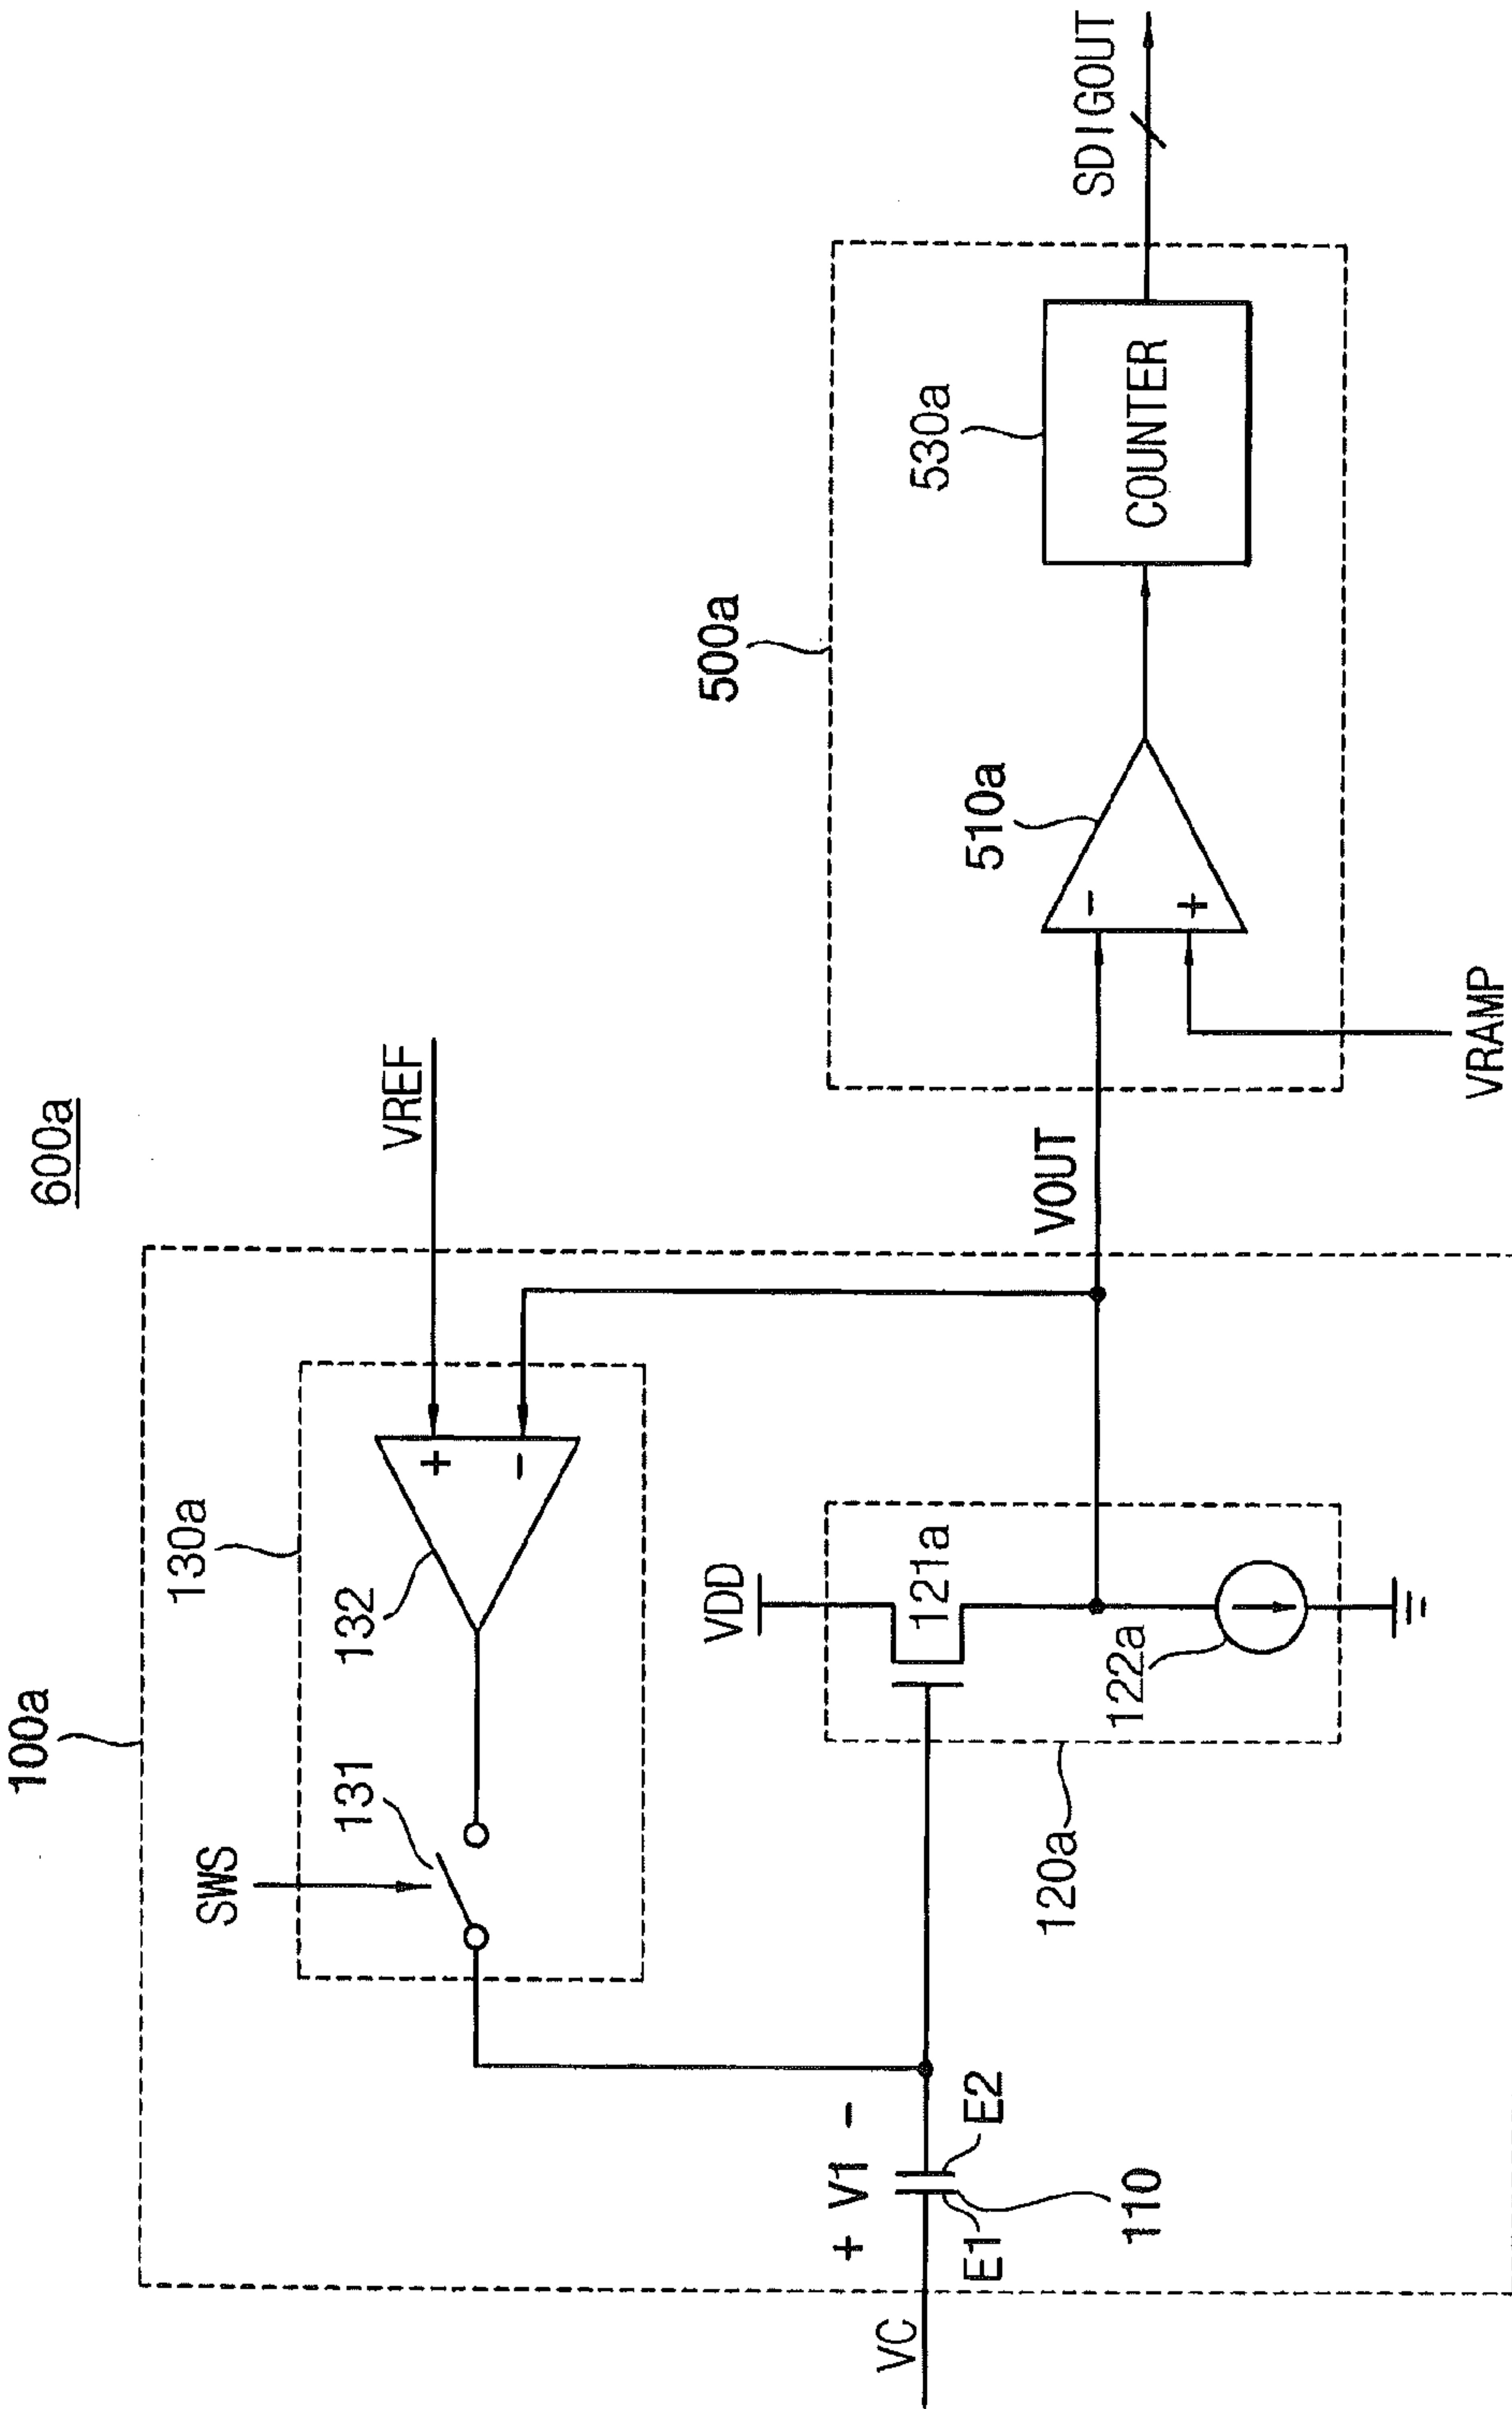 600a
100a
130a
VREF
SWS
131
132
+
-
VDD
121a
122a
120a
+ V1 -
VC
E1
E2
110
VOUT
500a
510a
-
+
530a
COUNTER
VRAMP
SDIGOUT